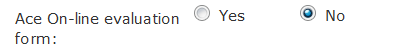 Ace On-line evaluation form:
Yes No